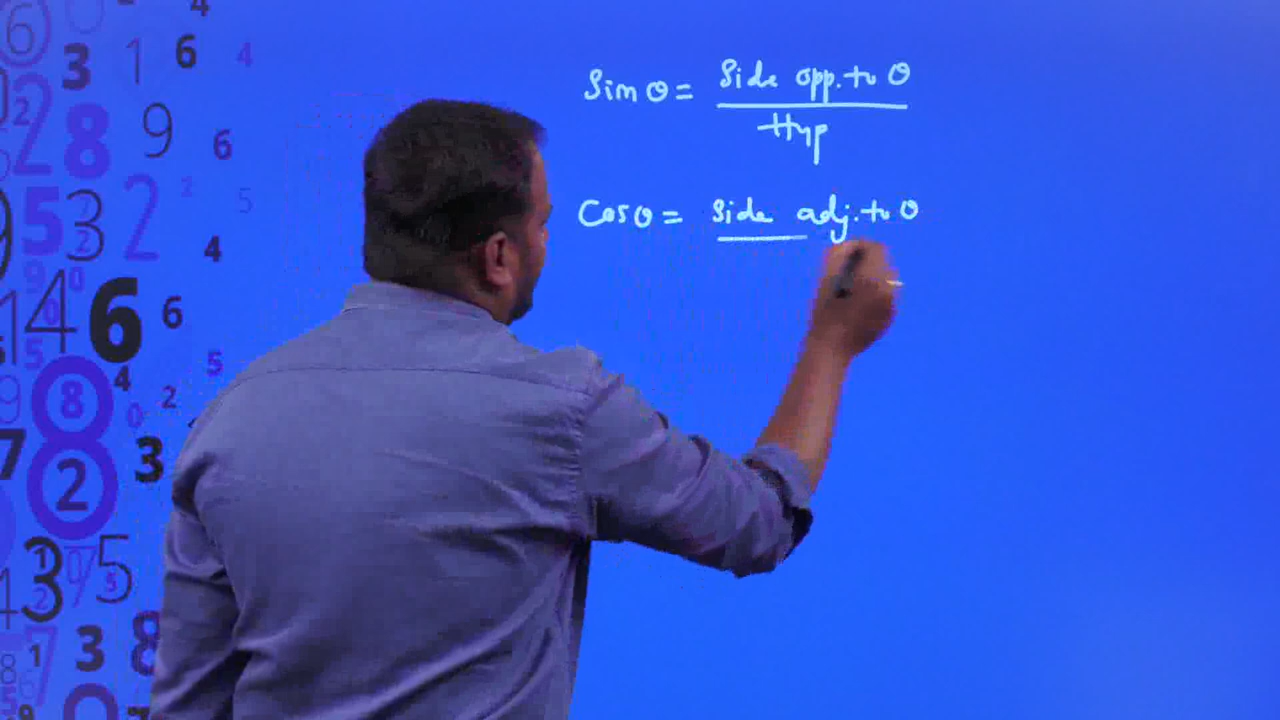 Sin θ = Side opp. to θ
Hyp
Cos θ = Side adj. to θ